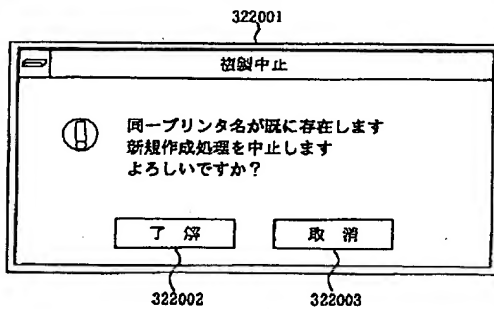 322001
複製中止
同一プリンタ名が既に存在します
新規作成処理を中止します
よろしいですか？
了解
取消
322002
322003